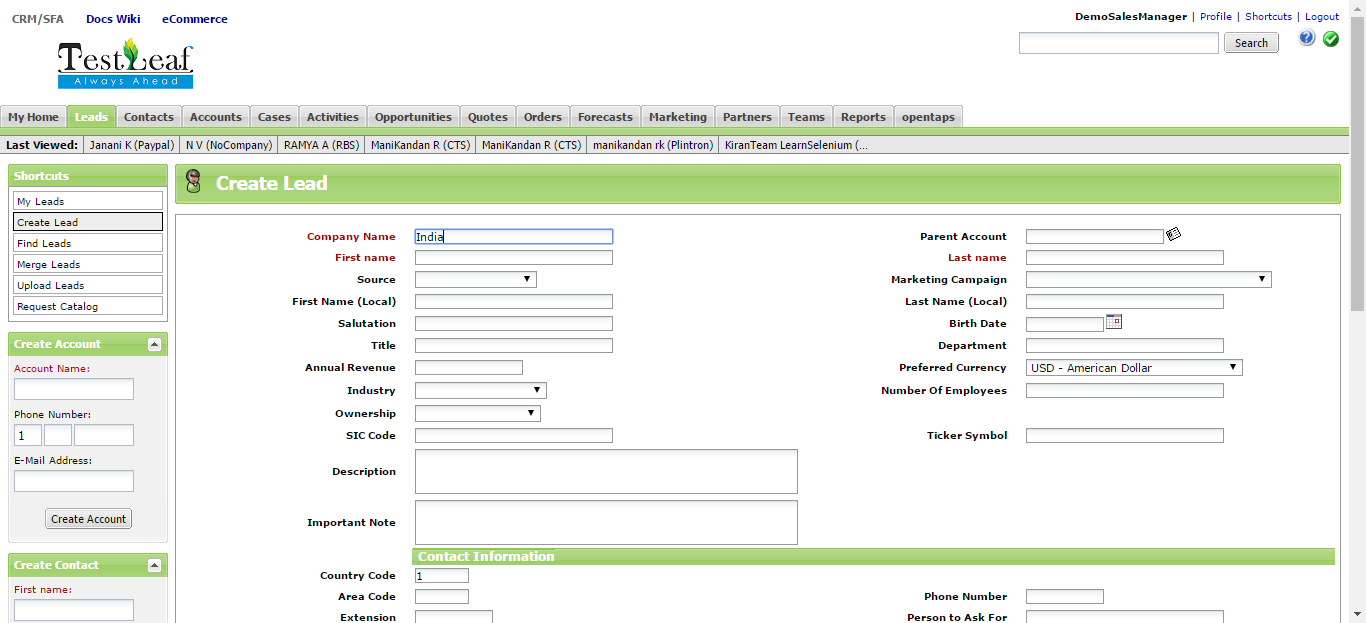 CRM/SFA Docs Wiki eCommerce
DemoSalesManager | Profile | Shortcuts | Logout
TestLeaf
Always Ahead
Search
My Home Leads Contacts Accounts Cases Activities Opportunities Quotes Orders Forecasts Marketing Partners Teams Reports opentaps
Last Viewed: Janani K (Paypal) N V (NoCompany) RAMYA A (RBS) ManiKandan R (CTS) ManiKandan R (CTS) manikandan rk (Plintron) KiranTeam LearnSelenium (...
Shortcuts
My Leads
Create Lead
Find Leads
Merge Leads
Upload Leads
Request Catalog
Create Account
Account Name:
Phone Number:
1
E-Mail Address:
Create Account
Create Contact
First name:
Create Lead
Company Name India Parent Account
First name Last name
Source Marketing Campaign
First Name (Local) Last Name (Local)
Salutation Birth Date
Title Department
Annual Revenue Preferred Currency USD - American Dollar
Industry Number Of Employees
Ownership
SIC Code Ticker Symbol
Description
Important Note
Contact Information
Country Code 1
Area Code Phone Number
Extension Person to Ask For